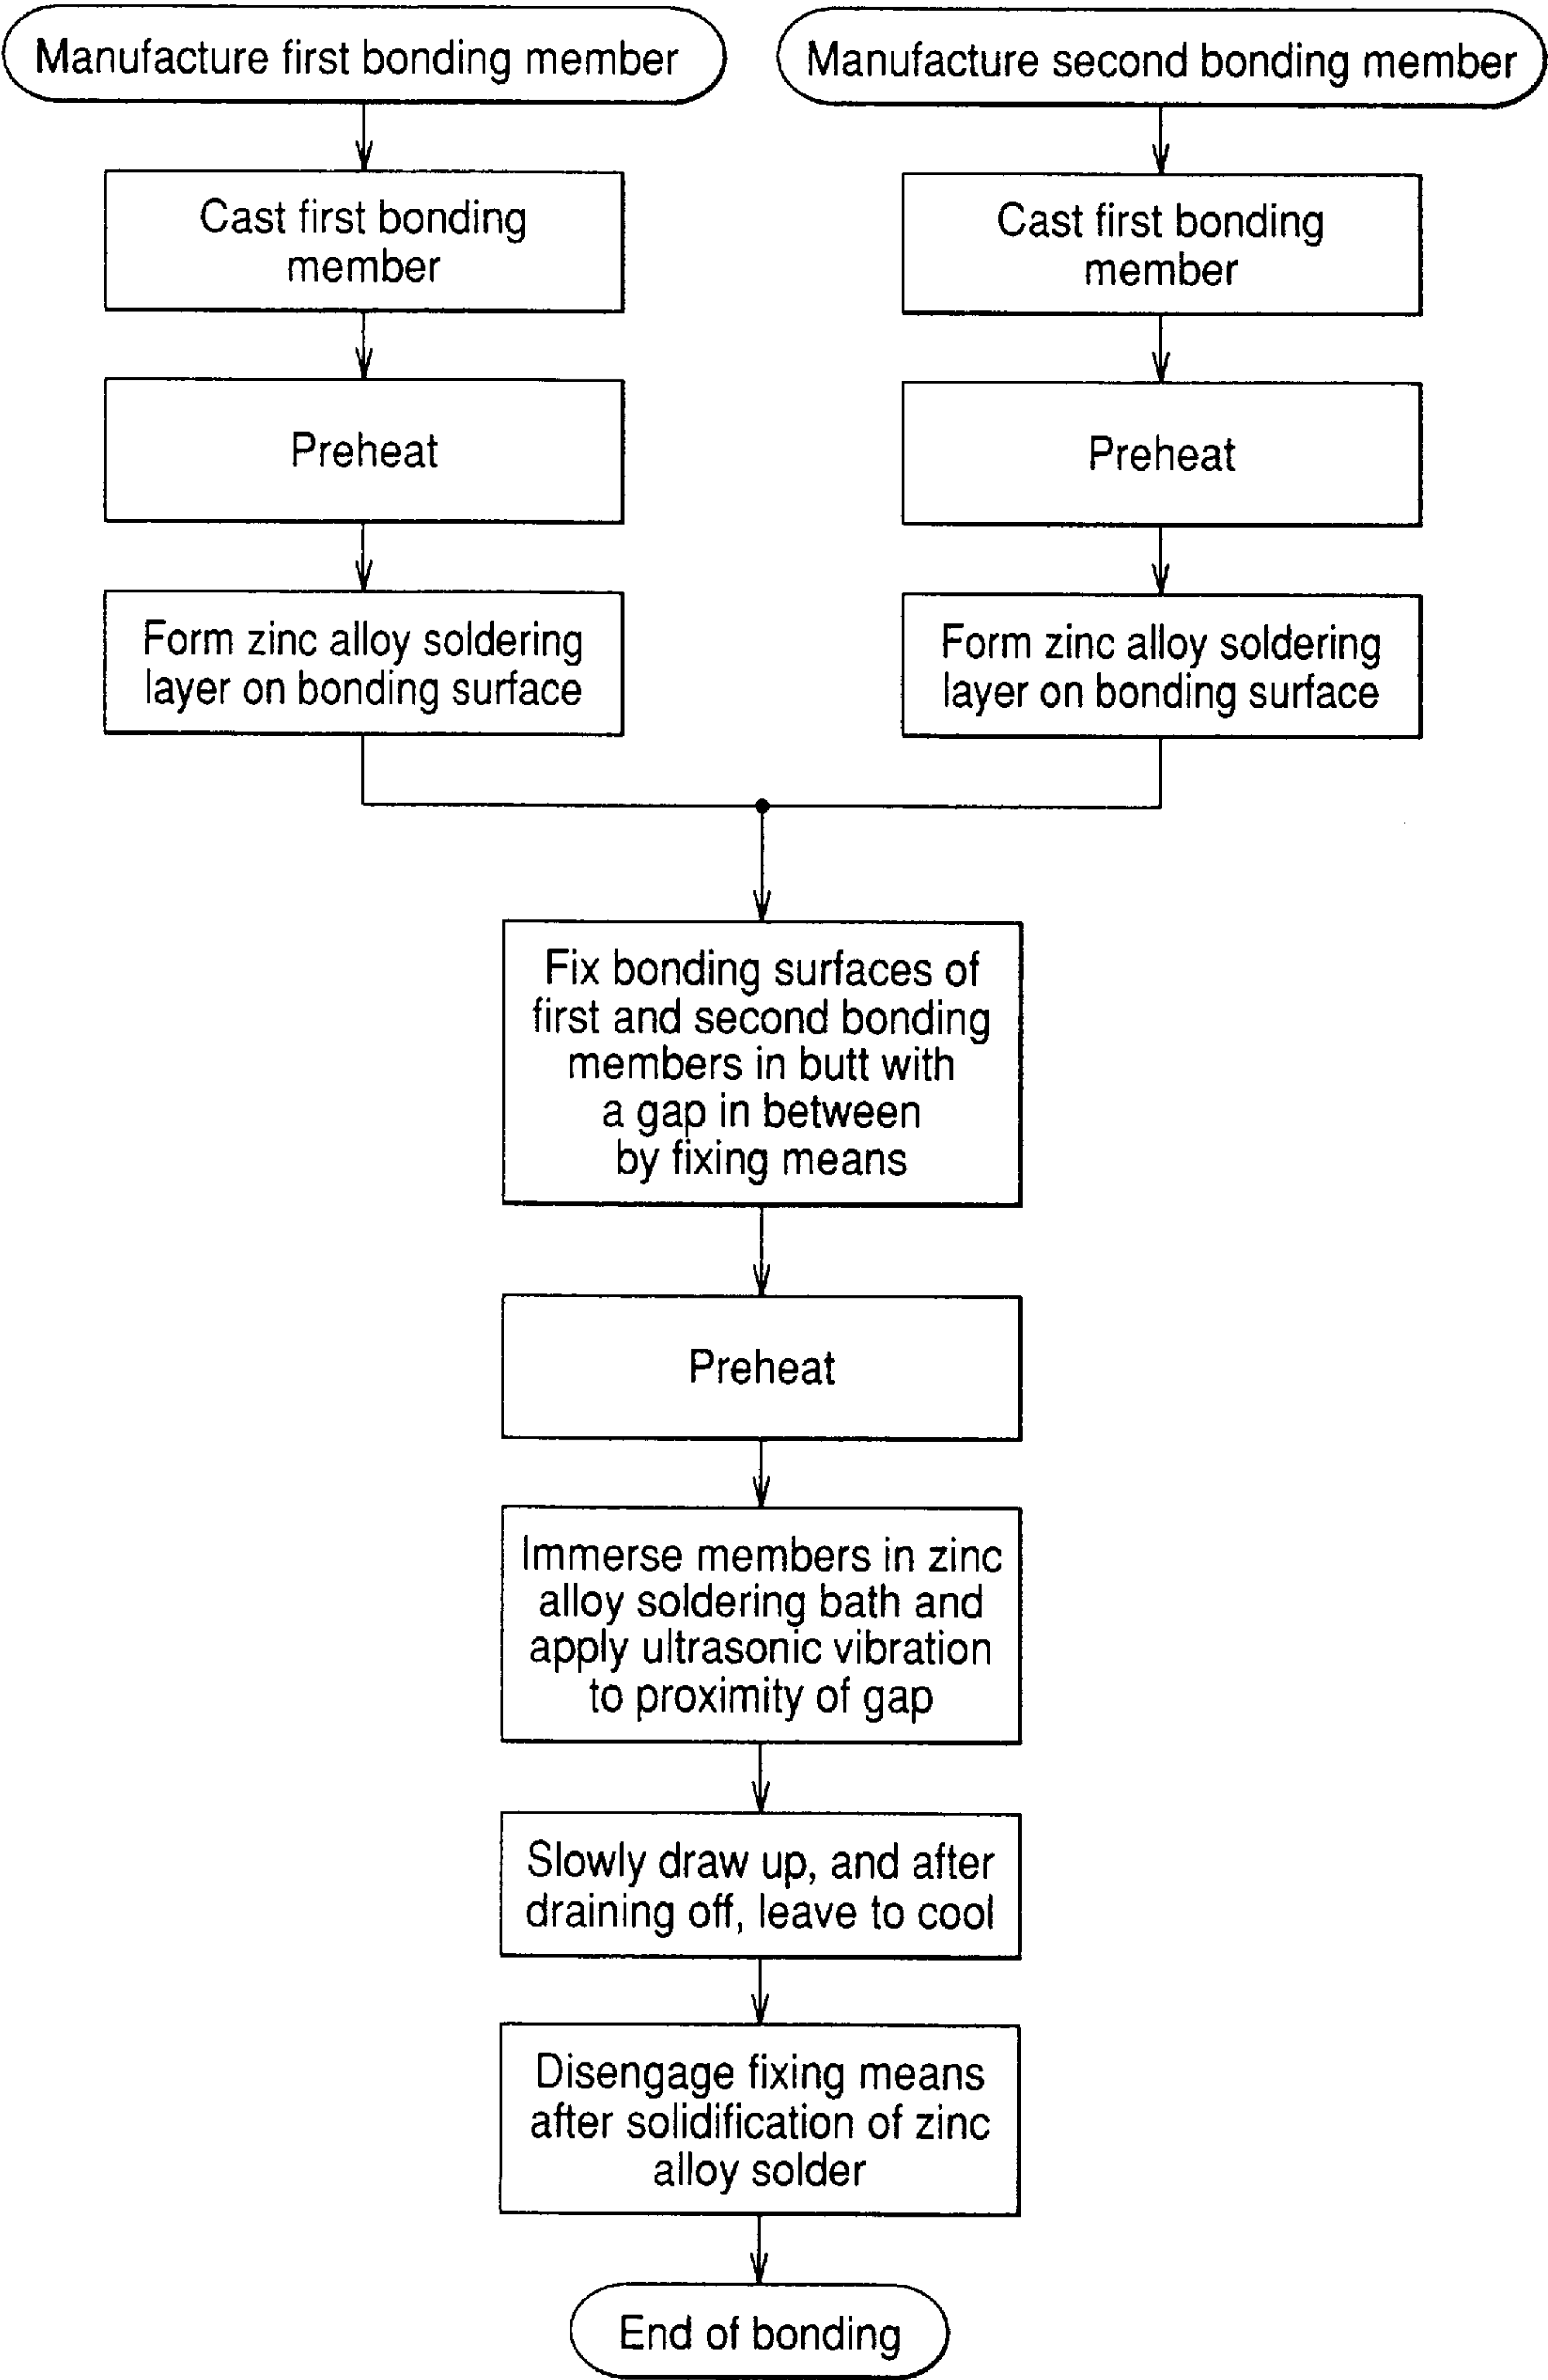 Manufacture first bonding member
Cast first bonding
member
Preheat
Form zinc alloy soldering
layer on bonding surface
Manufacture second bonding member
Cast first bonding
member
Preheat
Form zinc alloy soldering
layer on bonding surface
Fix bonding surfaces of
first and second bonding
members in butt with
a gap in between
by fixing means
Preheat
Immerse members in zinc
alloy soldering bath and
apply ultrasonic vibration
to proximity of gap
Slowly draw up, and after
draining off, leave to cool
Disengage fixing means
after solidification of zinc
alloy solder
End of bonding